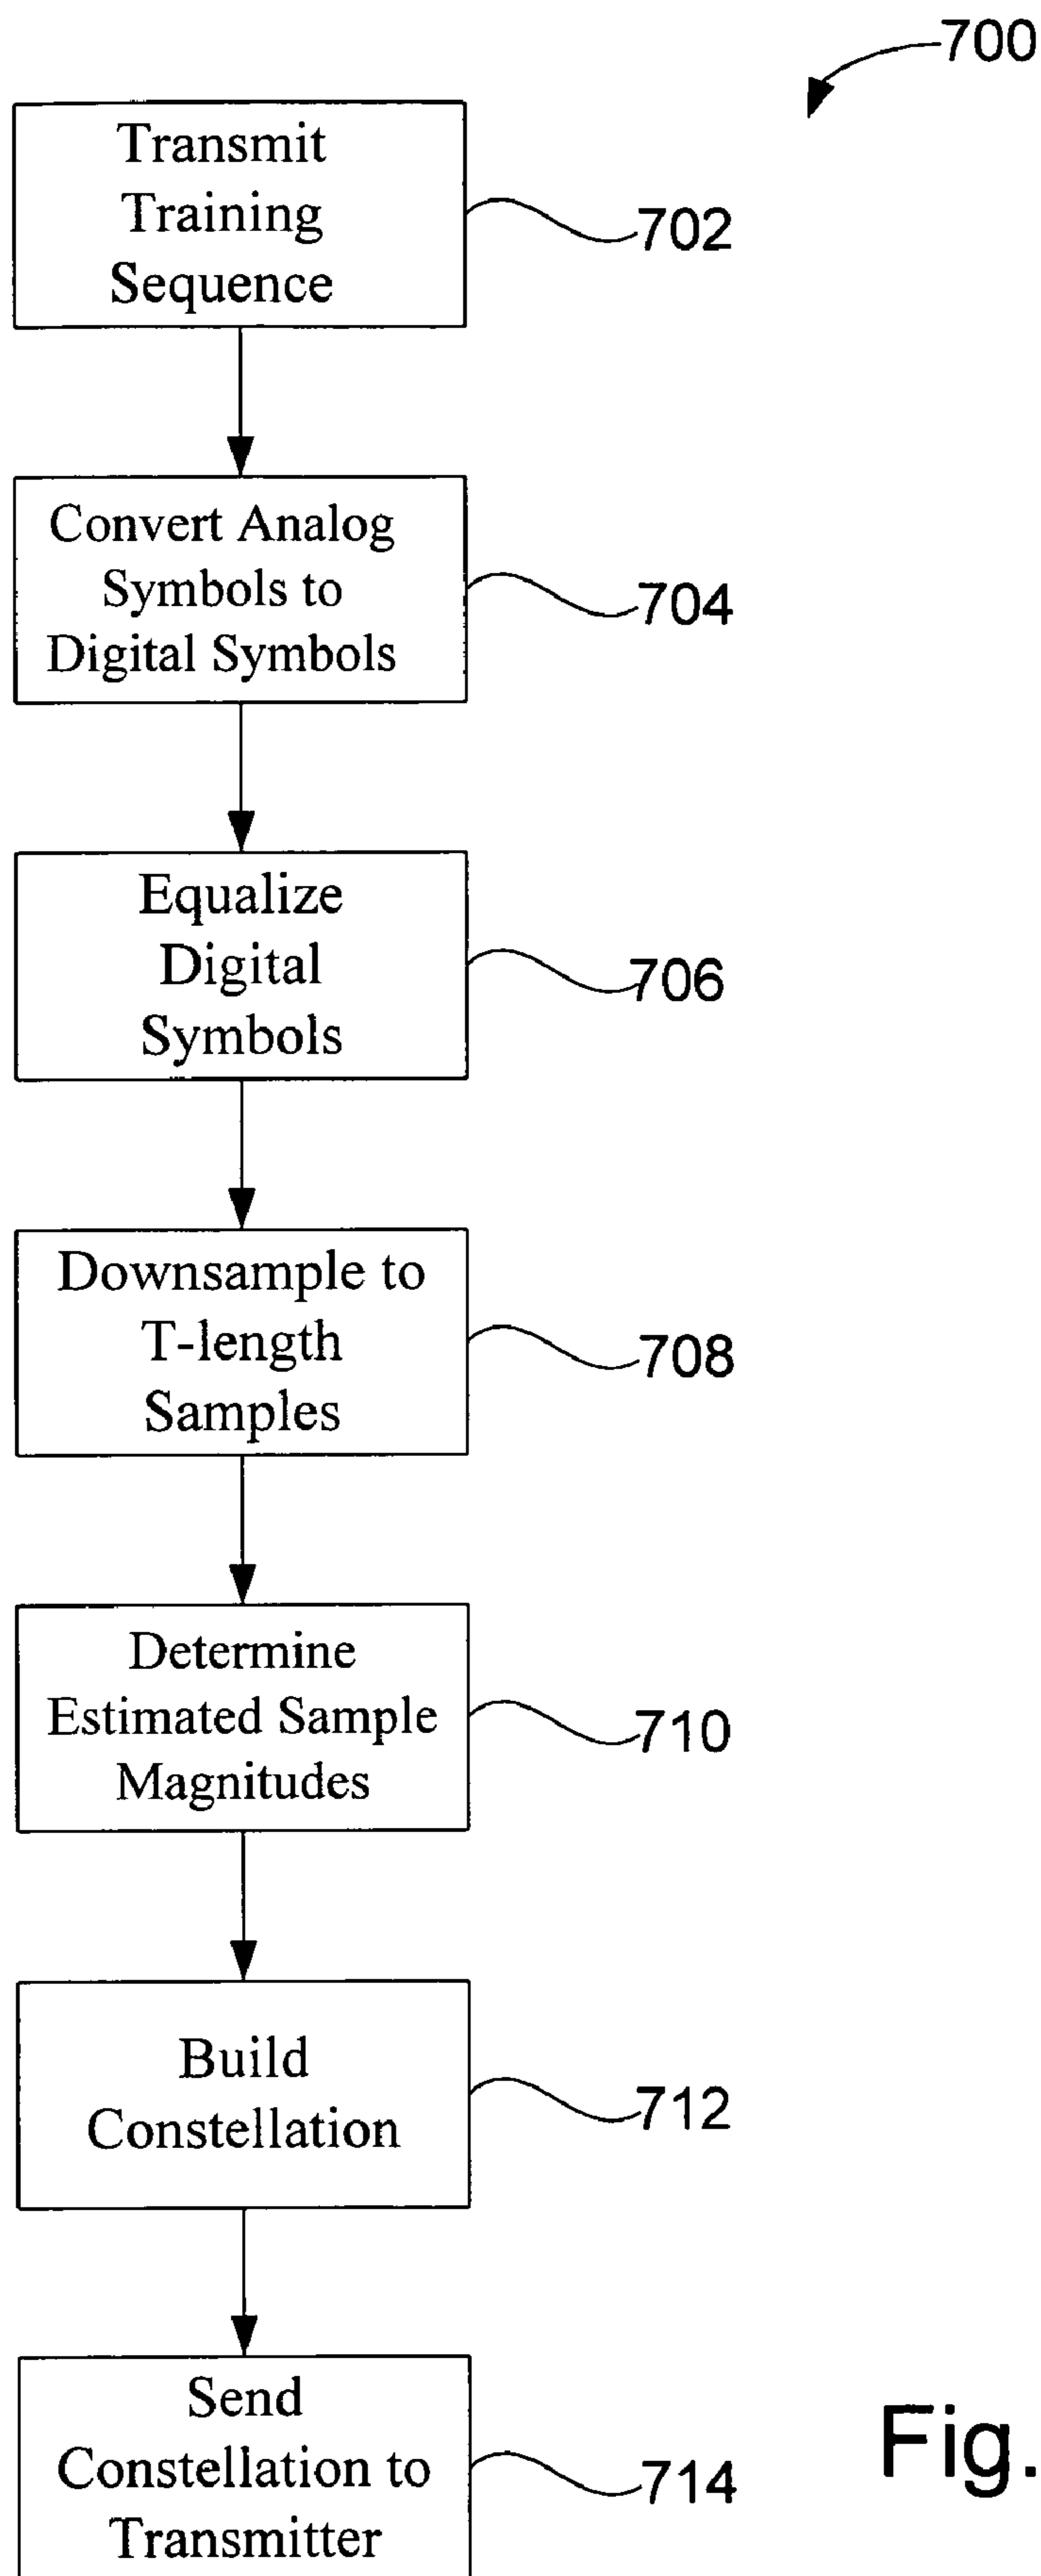 700
Transmit
Training
Sequence
702
Convert Analog
Symbols to
Digital Symbols
704
Equalize
Digital
Symbols
706
Downsample to
T-length
Samples
708
Determine
Estimated Sample
Magnitudes
710
Build
Constellation
712
Send
Constellation to
Transmitter
714
Fig.